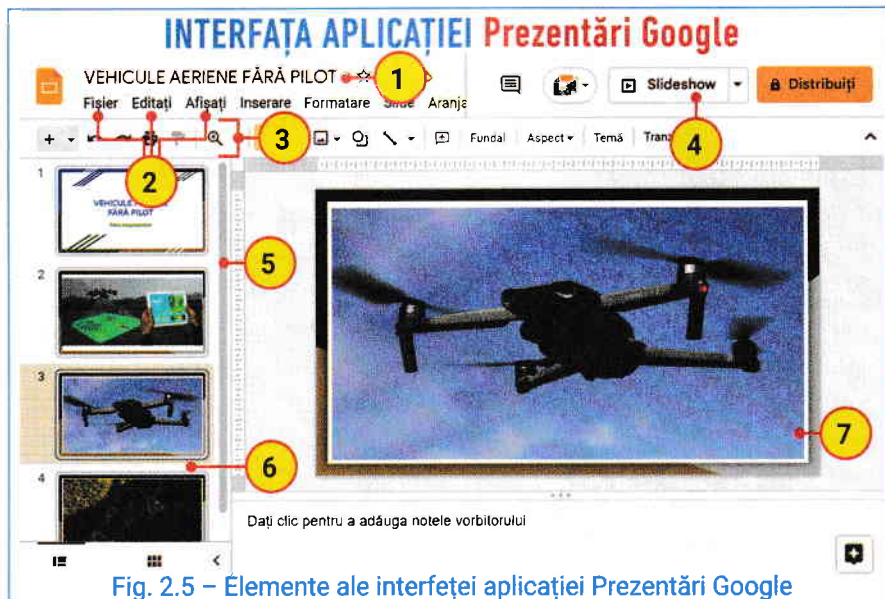 INTERFAȚA APLICAȚIEI Prezentări Google
VEHICULE AERIENE FĂRĂ PILOT
1
Slideshow
Distribuiți
Fișier Editați Afișați Inserare Formatare Slide Aranja
3
Fundal Aspect Temă
4
2
1
VEHICULE
FĂRĂ PILOT
5
2
3
7
6
4
Dați clic pentru a adăuga notele vorbitorului
Fig. 2.5 – Elemente ale interfeței aplicației Prezentări Google